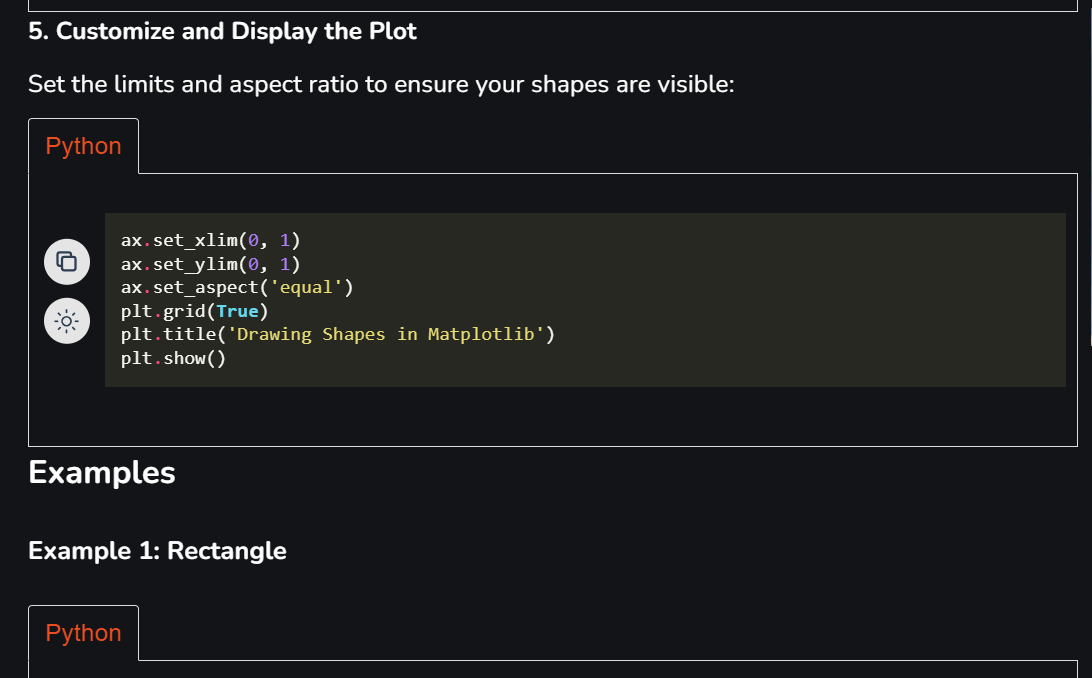 5. Customize and Display the Plot
Set the limits and aspect ratio to ensure your shapes are visible:
Python
ax.set_xlim(0, 1)
ax.set_ylim(0, 1)
ax.set_aspect('equal')
plt.grid(True)
plt.title('Drawing Shapes in Matplotlib')
plt.show()
Examples
Example 1: Rectangle
Python